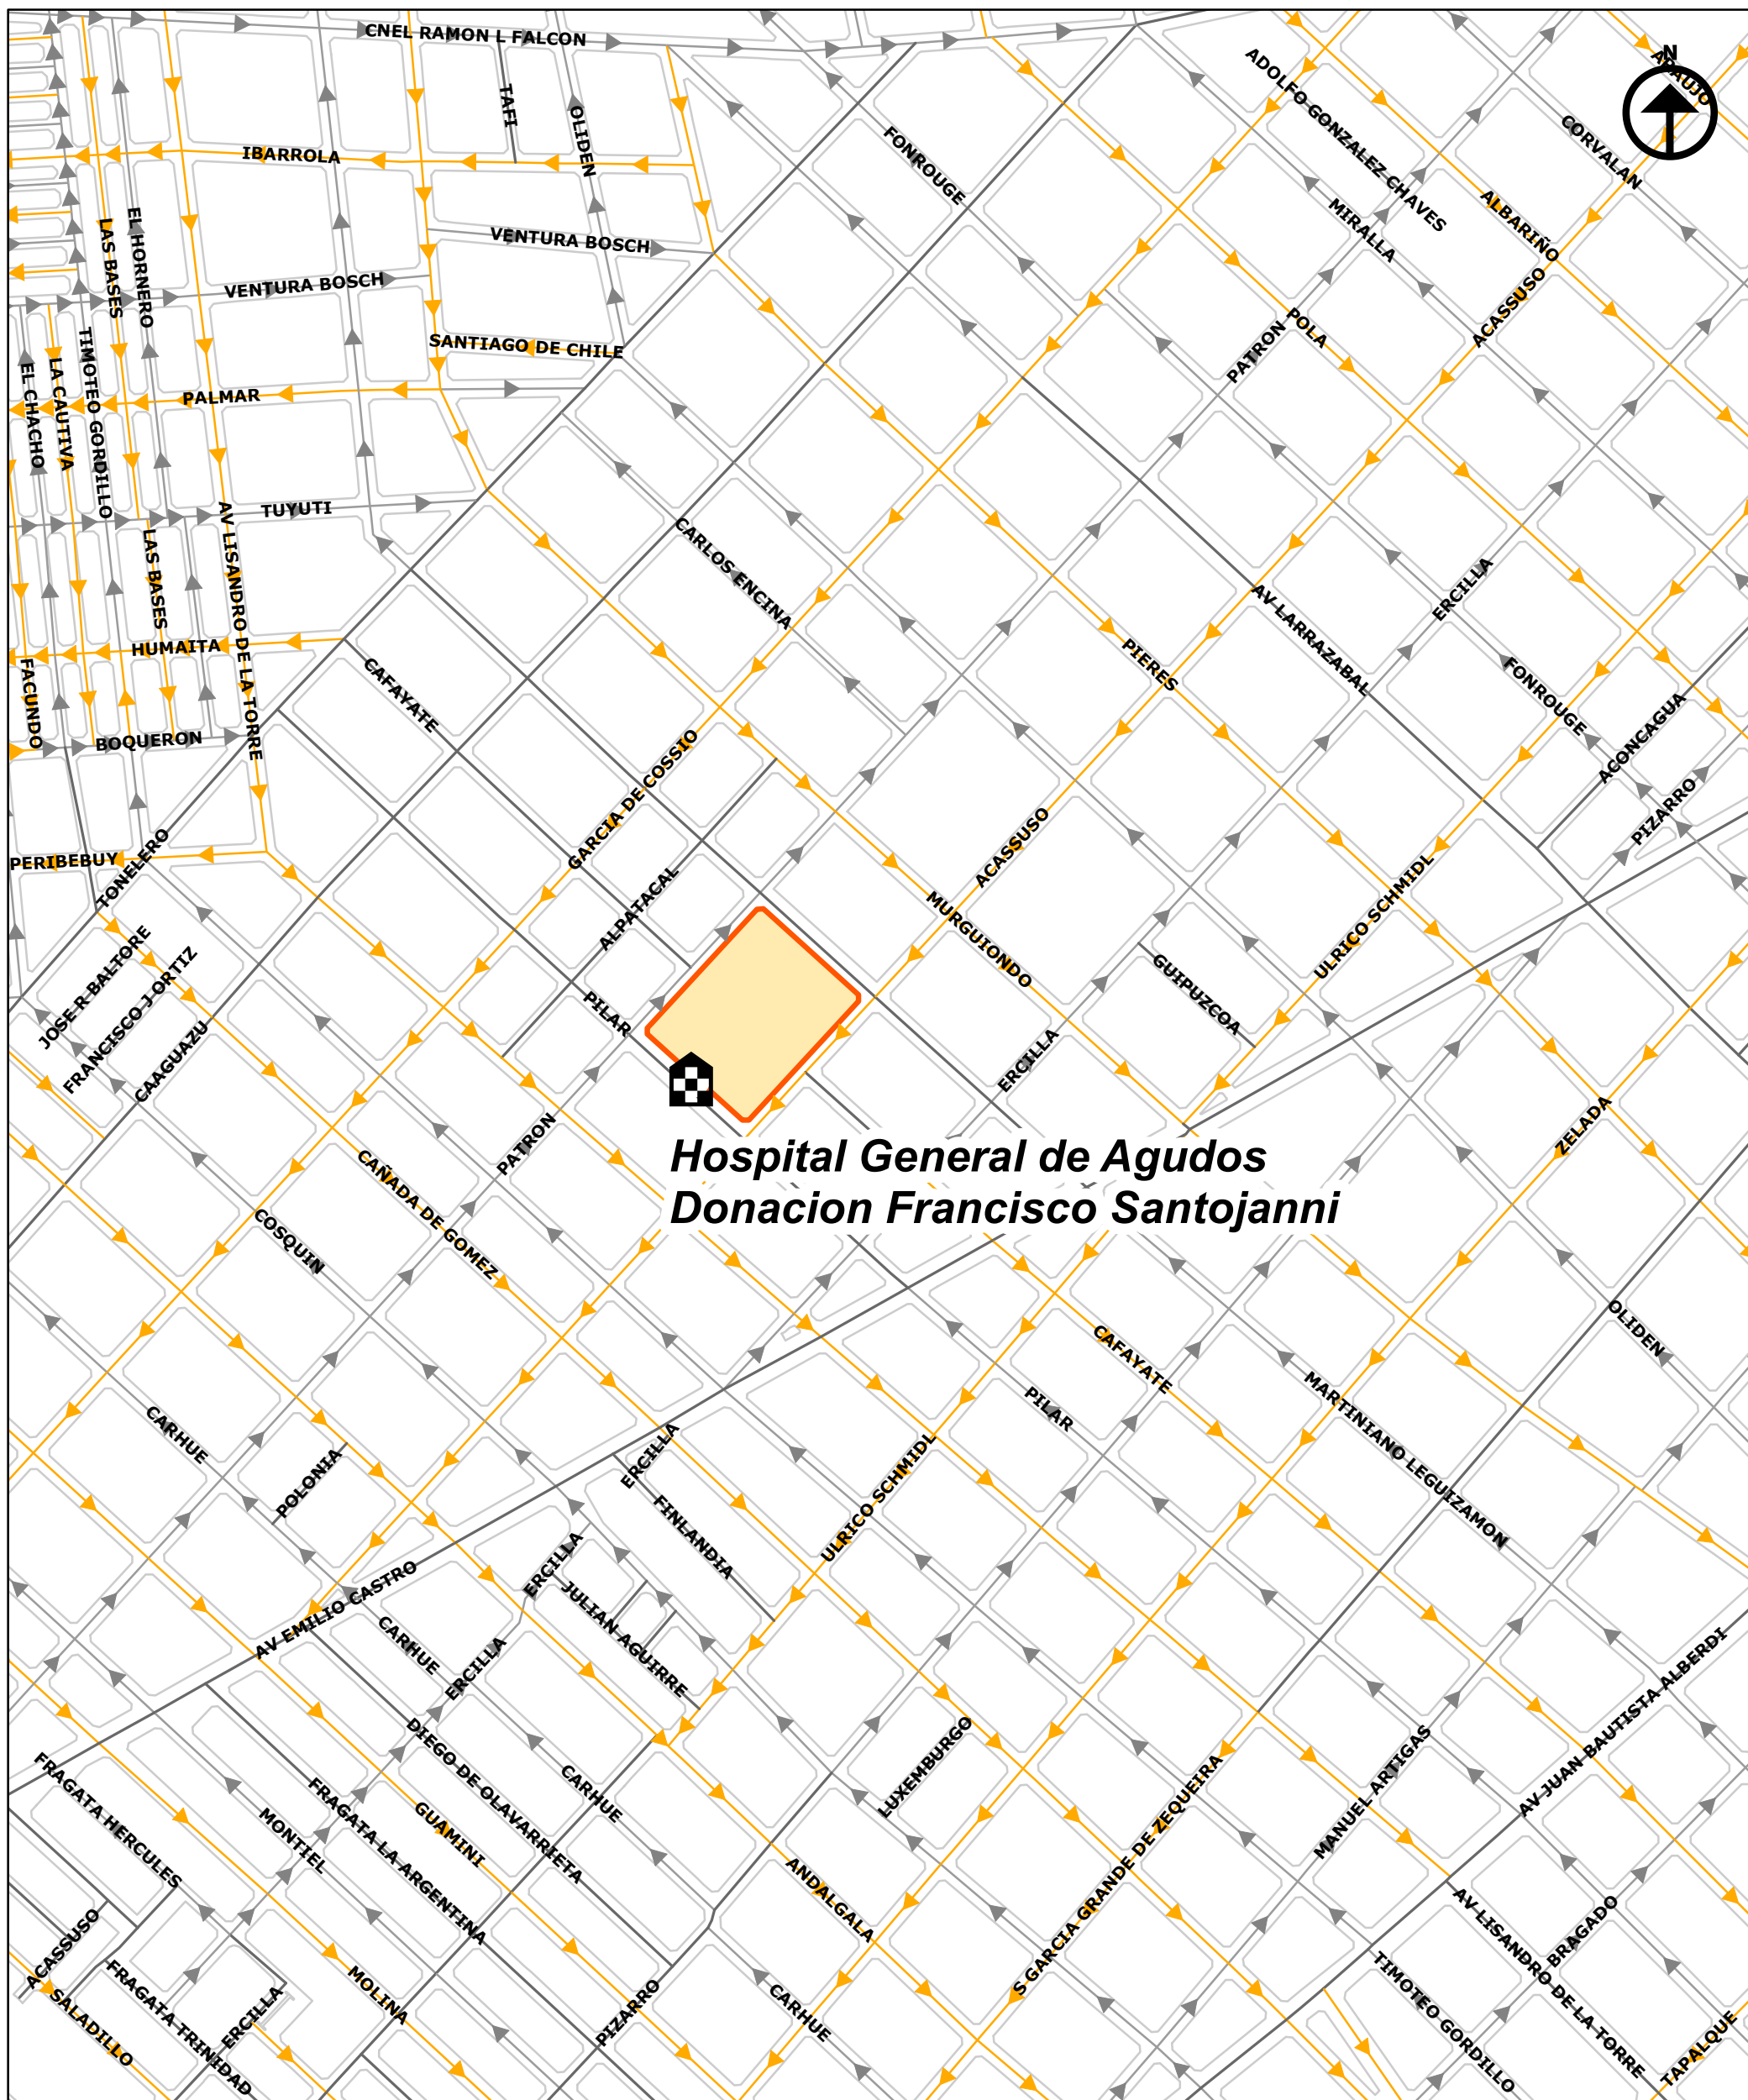 CNEL RAMON L FALCON
N
ARAUJO
ADOLFO GONZALEZ CHAVES
TAFI
OLIDEN
FONROUGE
CORVALAN
IBARROLA
MIRALLA
ALBARIÑO
LAS BASES
EL HORNERO
VENTURA BOSCH
VENTURA BOSCH
ACASSUSO
POLA
PATRON
SANTIAGO DE CHILE
EL CHACHO
LA CAUTIVA
TIMOTEO GORDILLO
PALMAR
TUYUTI
AV LISANDRO DE LA TORRE
LAS BASES
CARLOS ENCINA
ERCILLA
AV LARRAZABAL
HUMAITA
FACUNDO
CAFAYATE
PIERES
FONROUGE
ACONCAGUA
BOQUERON
GARCIA DE COSSIO
PIZARRO
PERIBEBUY
TONELERO
ALPATACAL
ACASSUSO
MURGUIONDO
ULRICO SCHMIDL
JOSE R BALTORE
FRANCISCO J ORTIZ
CAAGUAZU
PILAR
GUIPUZCOA
ERCILLA
ZELADA
PATRON
CAÑADA DE GOMEZ
Hospital General de Agudos
Donacion Francisco Santojanni
COSQUIN
OLIDEN
CAFAYATE
MARTINIANO LEGUIZAMON
PILAR
CARHUE
POLONIA
ERCILLA
FINLANDIA
ULRICO SCHMIDL
ERCILLA
JULIAN AGUIRRE
AV EMILIO CASTRO
CARHUE
ERCILLA
AV JUAN BAUTISTA ALBERDI
DIEGO DE OLAVARRIETA
LUXEMBURGO
MANUEL ARTIGAS
S GARCIA GRANDE DE ZEQUEIRA
FRAGATA HERCULES
MONTIEL
FRAGATA LA ARGENTINA
GUAMINI
CARHUE
ANDALGALA
AV LISANDRO DE LA TORRE
BRAGADO
ACASSUSO
SALADILLO
FRAGATA TRINIDAD
ERCILLA
MOLINA
PIZARRO
CARHUE
TIMOTEO GORDILLO
TAPALQUE